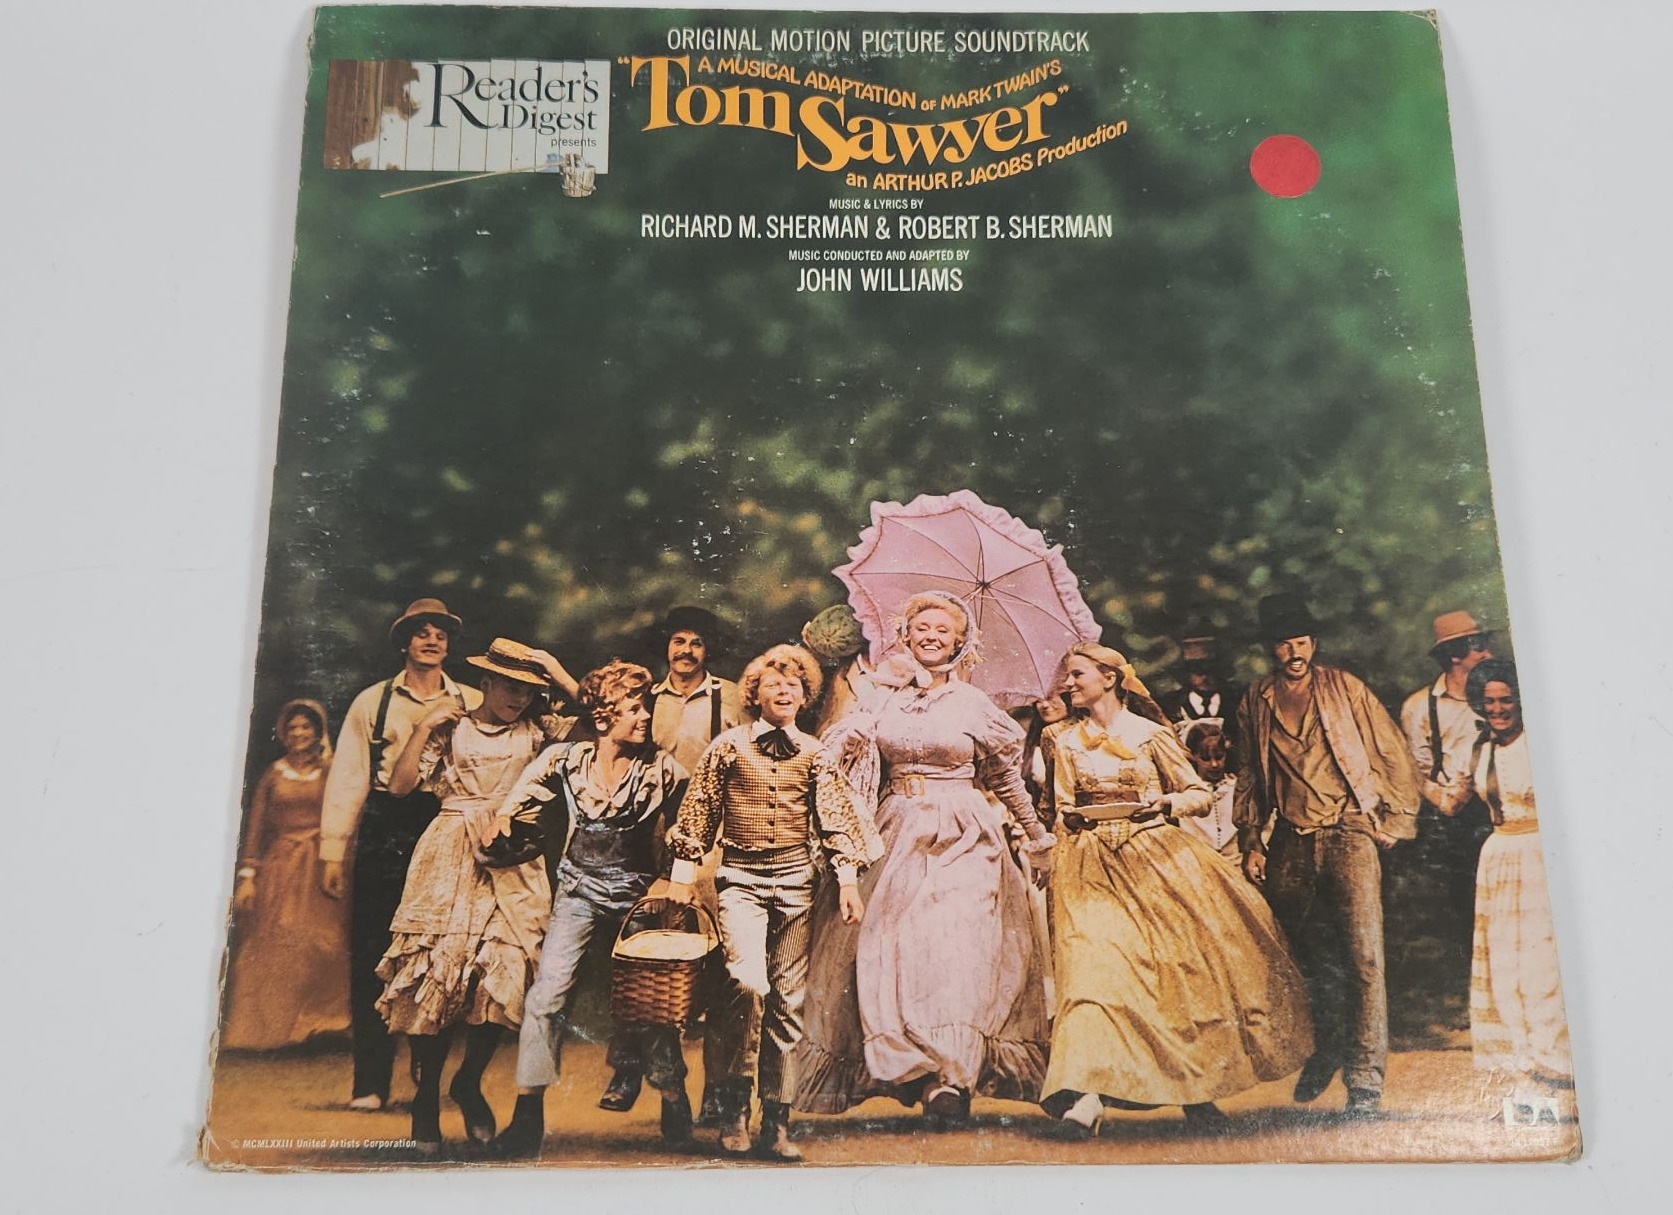 ORIGINAL MOTION PICTURE SOUNDTRACK
Reader's
Digest
presents
A MUSICAL ADAPTATION OF MARK TWAIN'S
"Tom Sawyer"
an ARTHUR P. JACOBS Production
MUSIC & LYRICS BY
RICHARD M. SHERMAN & ROBERT B. SHERMAN
MUSIC CONDUCTED AND ADAPTED BY
JOHN WILLIAMS
© MCMLXXIII United Artists Corporation
UA